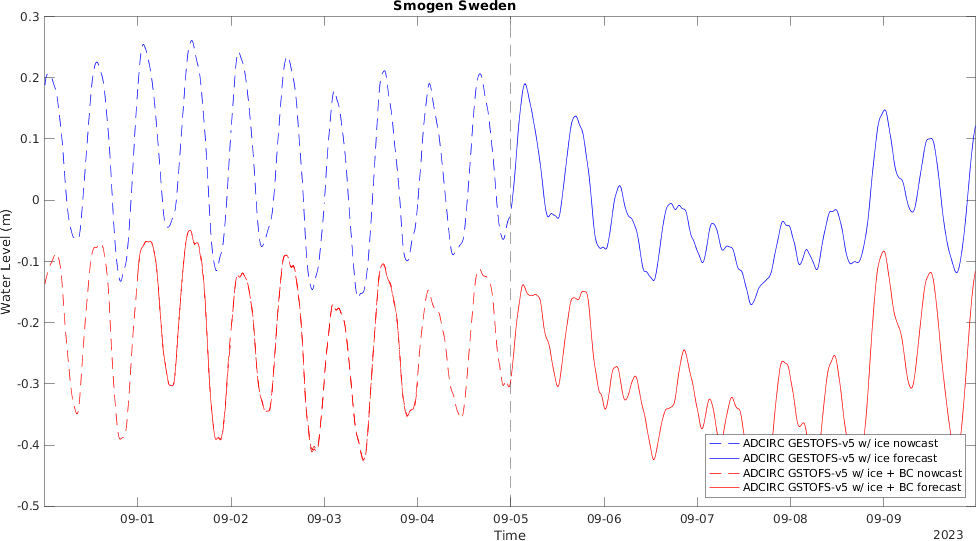 Smogen Sweden
0.3
0.2
0.1
0
-0.1
-0.2
-0.3
-0.4
-0.5
Water Level (m)
09-01 09-02 09-03 09-04 09-05 09-06 09-07 09-08 09-09
Time
2023
ADCIRC GESTOFS-v5 w/ ice nowcast
ADCIRC GESTOFS-v5 w/ ice forecast
ADCIRC GSTOFS-v5 w/ ice + BC nowcast
ADCIRC GSTOFS-v5 w/ ice + BC forecast